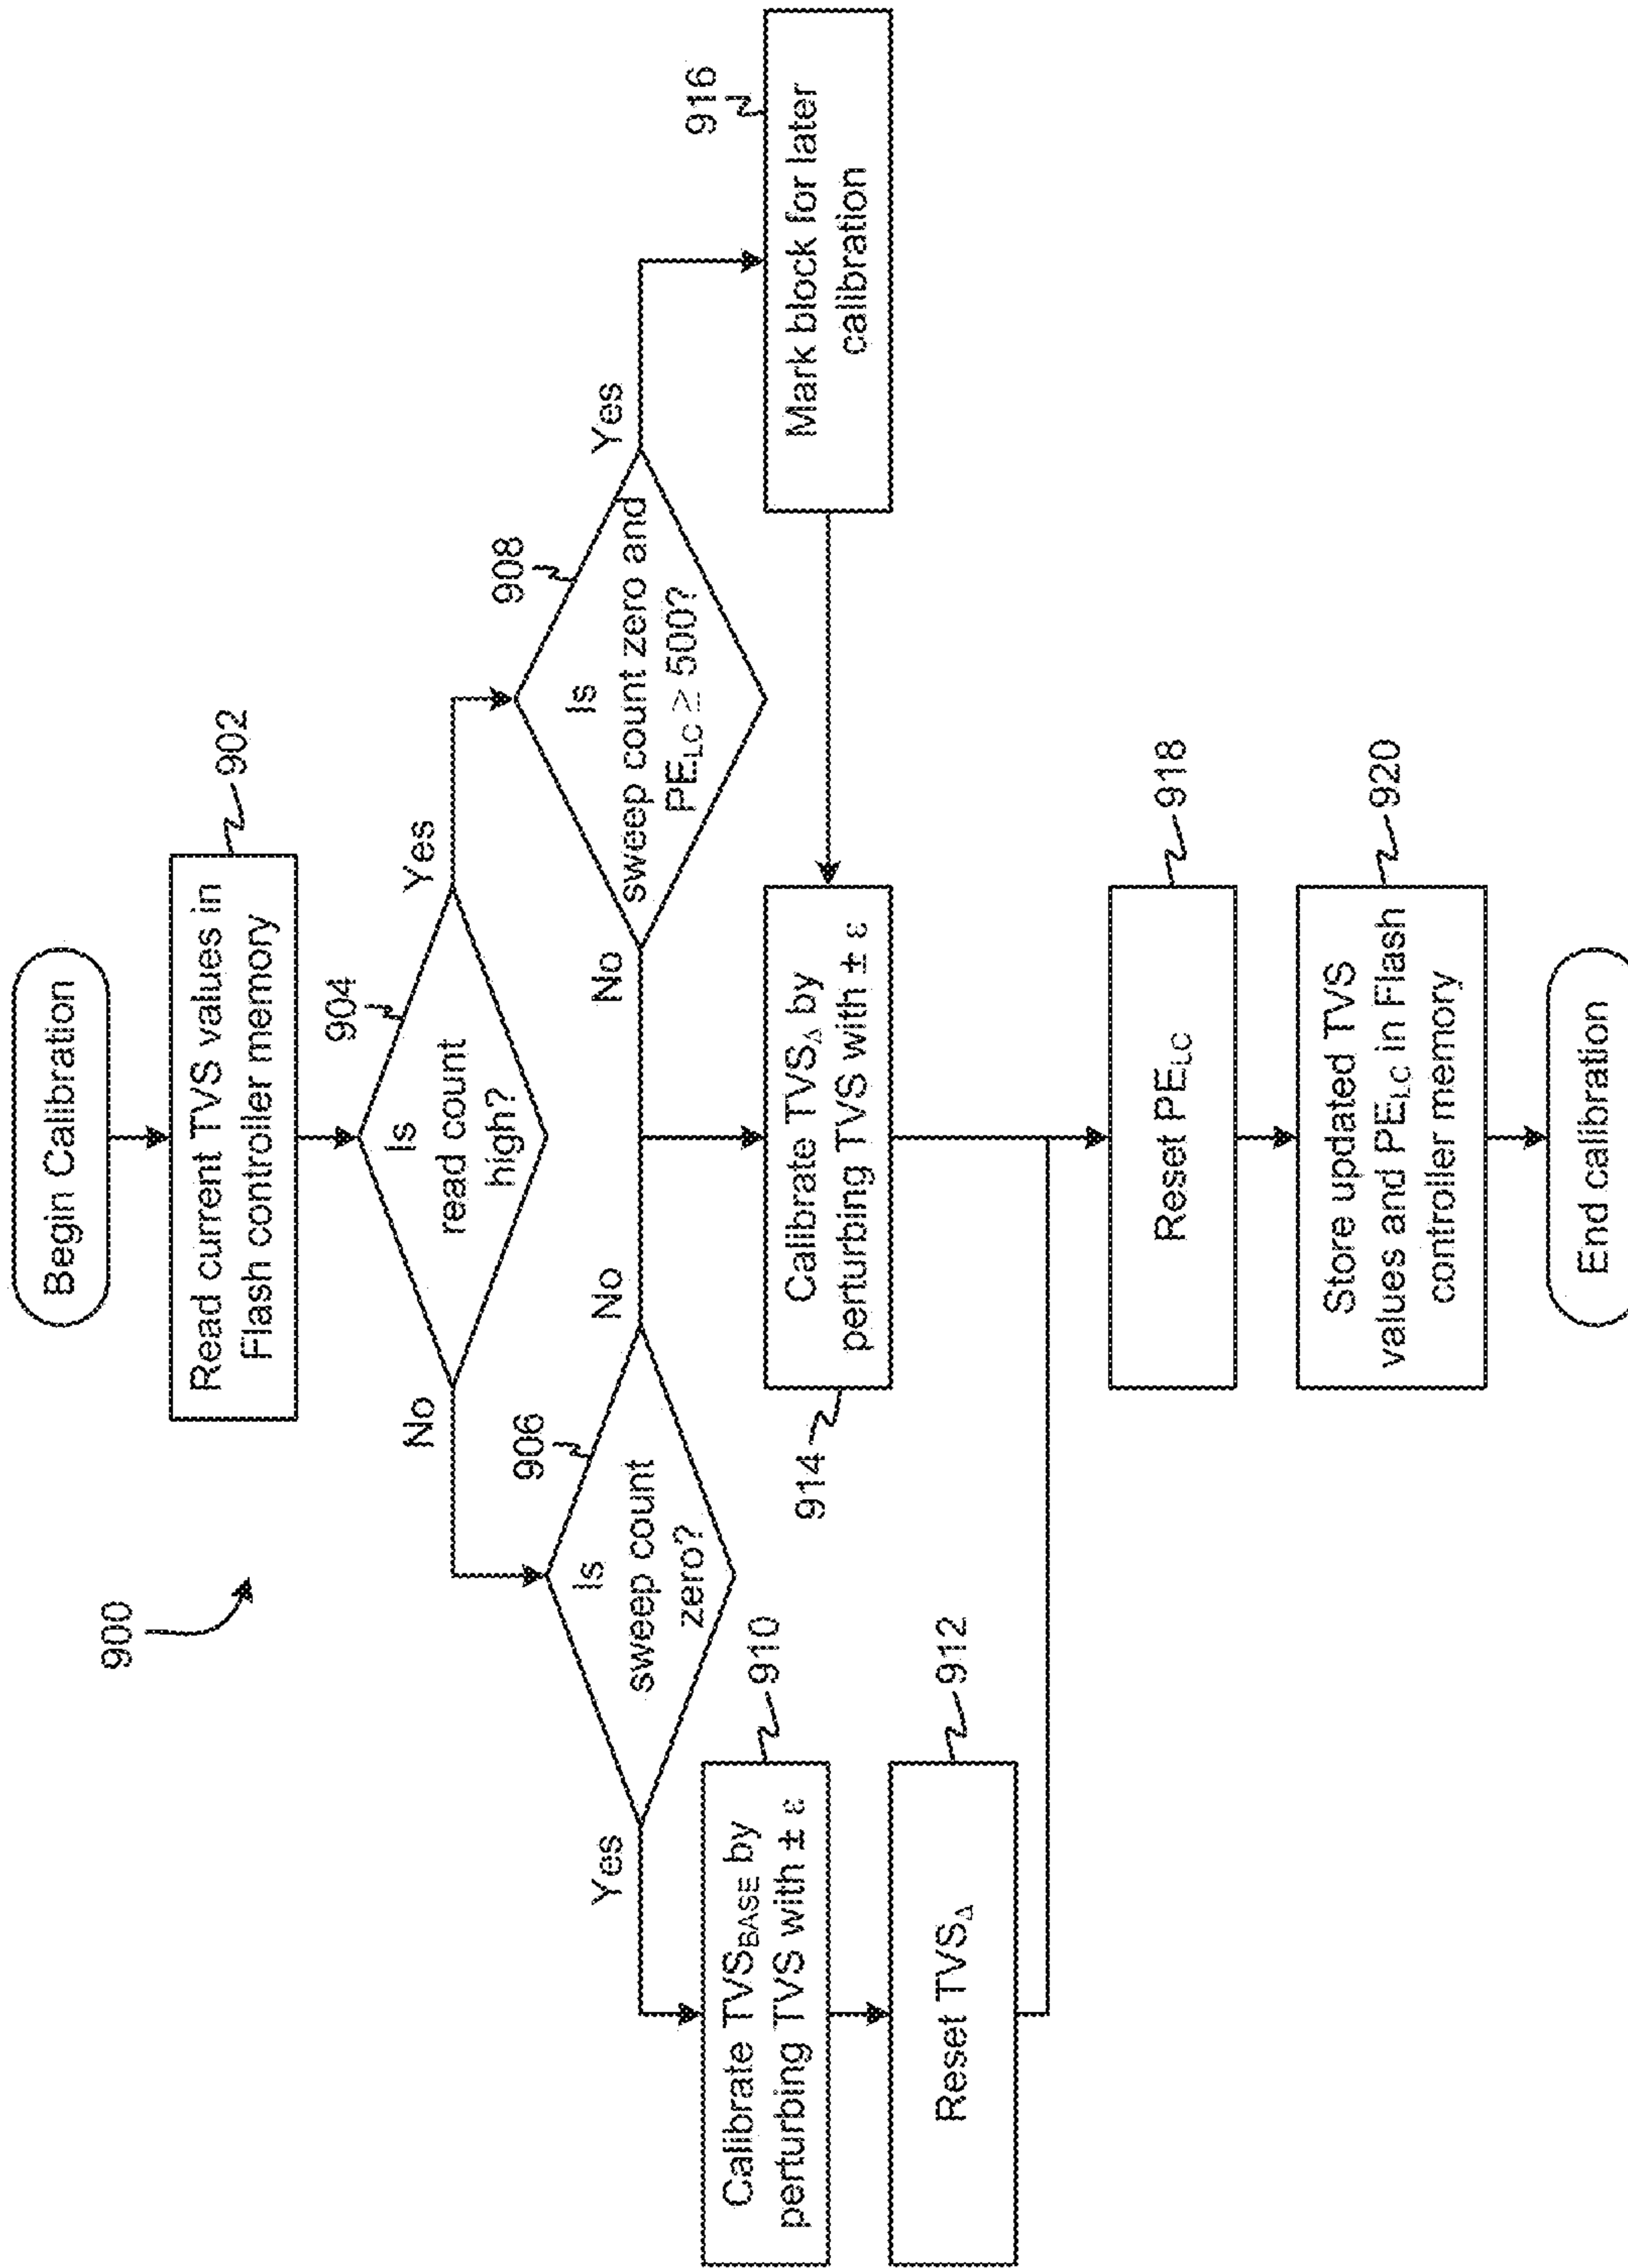 900
Begin Calibration
Read current TVS values in
Flash controller memory
902
904
Is
read count
high?
No
Yes
906
Is
sweep count
zero?
Yes
No
908
Is
sweep count zero and
PE_LC ≥ 500?
No
Yes
Calibrate TVS_BASE by
perturbing TVS with ± ε
910
Reset TVS_Δ
912
Calibrate TVS_Δ by
perturbing TVS with ± ε
914
Mark block for later
calibration
916
Reset PE_LC
918
Store updated TVS
values and PE_LC in Flash
controller memory
920
End calibration